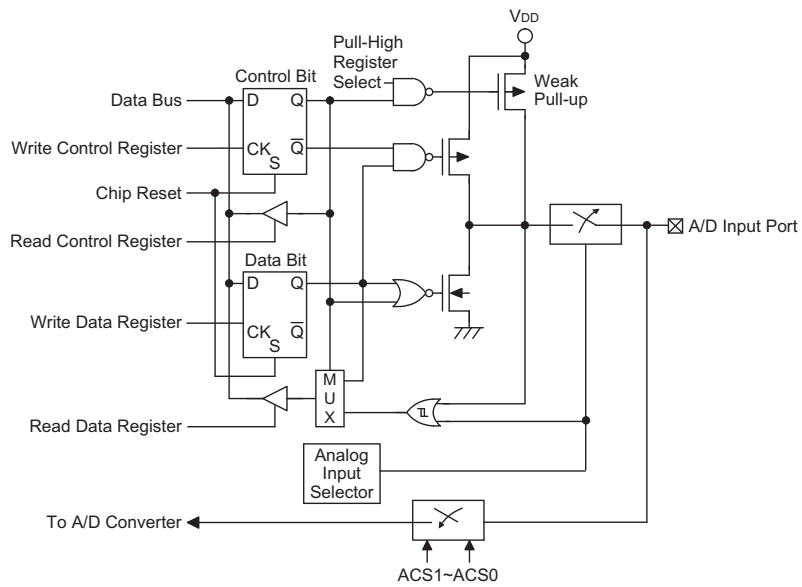 VDD
Pull-High
Register
Select
Weak
Pull-up
Control Bit
Data Bus
D
Q
Write Control Register
CK
Q̅
S
Chip Reset
Read Control Register
A/D Input Port
Data Bit
D
Q
Write Data Register
CK
Q̅
S
M
U
X
Read Data Register
Analog
Input
Selector
To A/D Converter
ACS1~ACS0